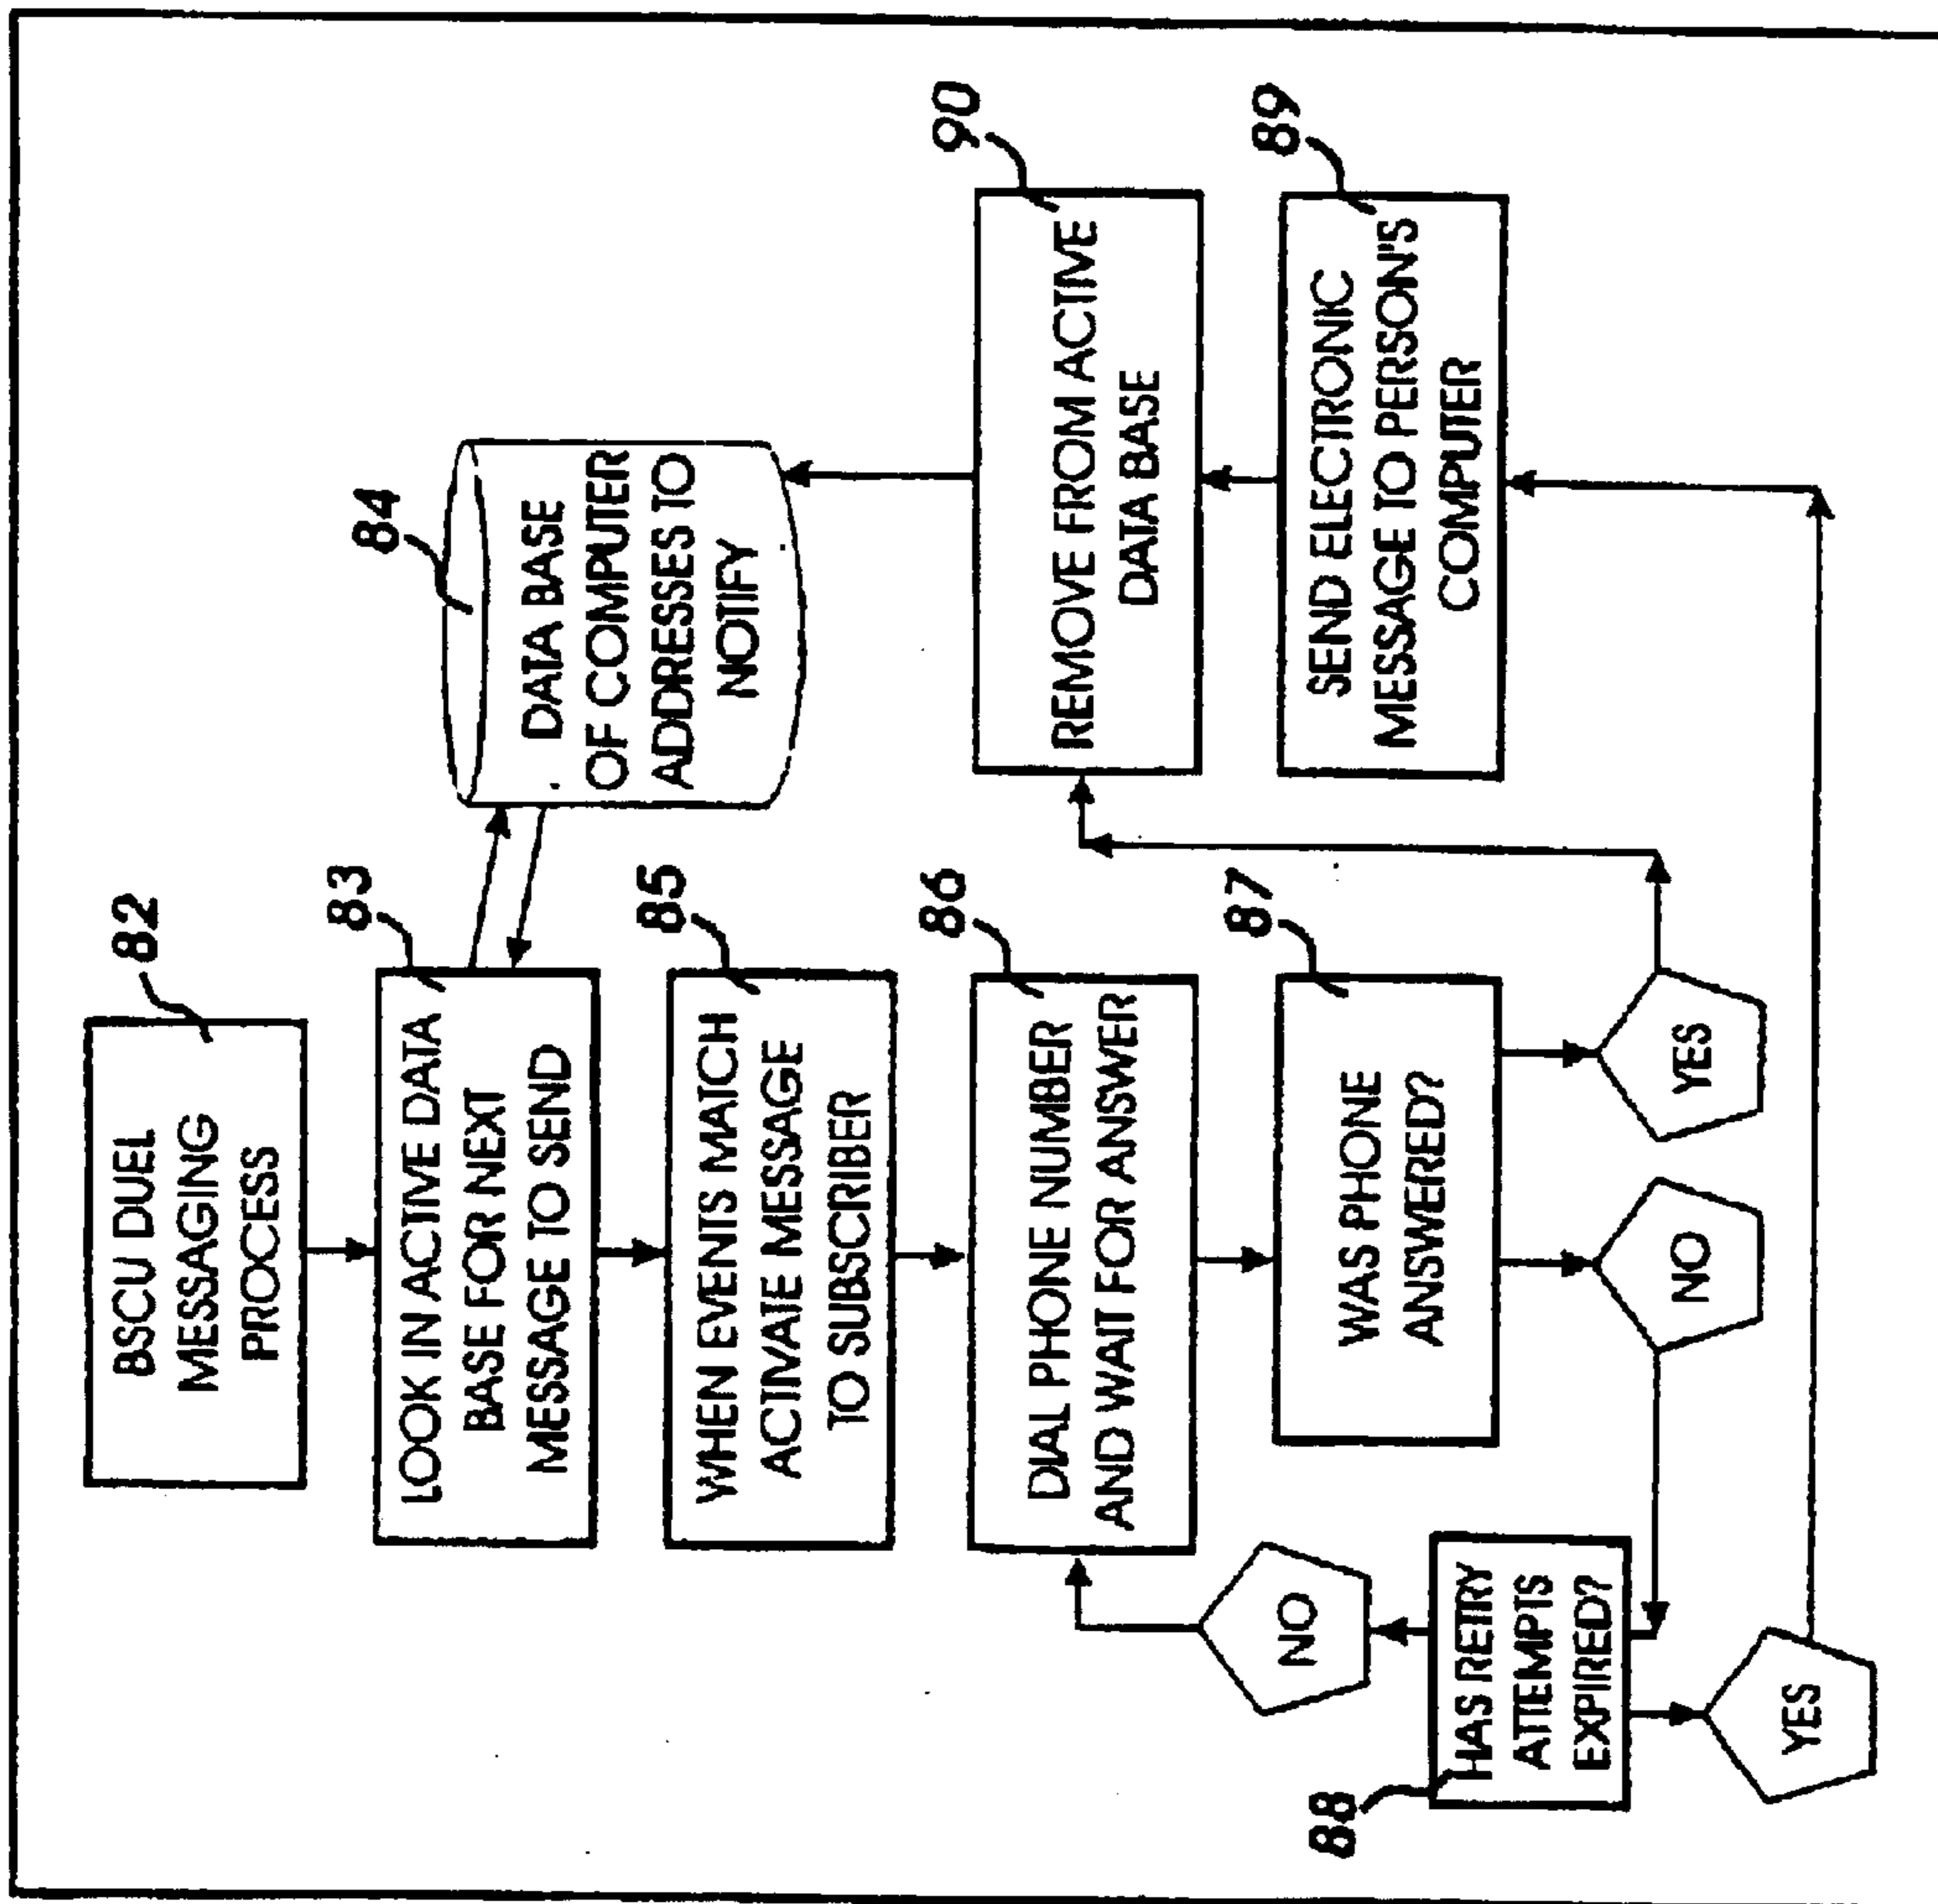 82
BSCU DUEL
MESSAGING
PROCESS
83
LOOK IN ACTIVE DATA
BASE FOR NEXT
MESSAGE TO SEND
84
DATA BASE
OF COMPUTER
ADDRESSES TO
NOTIFY
85
WHEN EVENTS MATCH
ACTIVATE MESSAGE
TO SUBSCRIBER
86
DIAL PHONE NUMBER
AND WAIT FOR ANSWER
90
REMOVE FROM ACTIVE
DATA BASE
87
WAS PHONE
ANSWERED?
89
SEND ELECTRONIC
MESSAGE TO PERSON'S
COMPUTER
NO
88
HAS RETRY
ATTEMPTS
EXPIRED?
NO
YES
YES